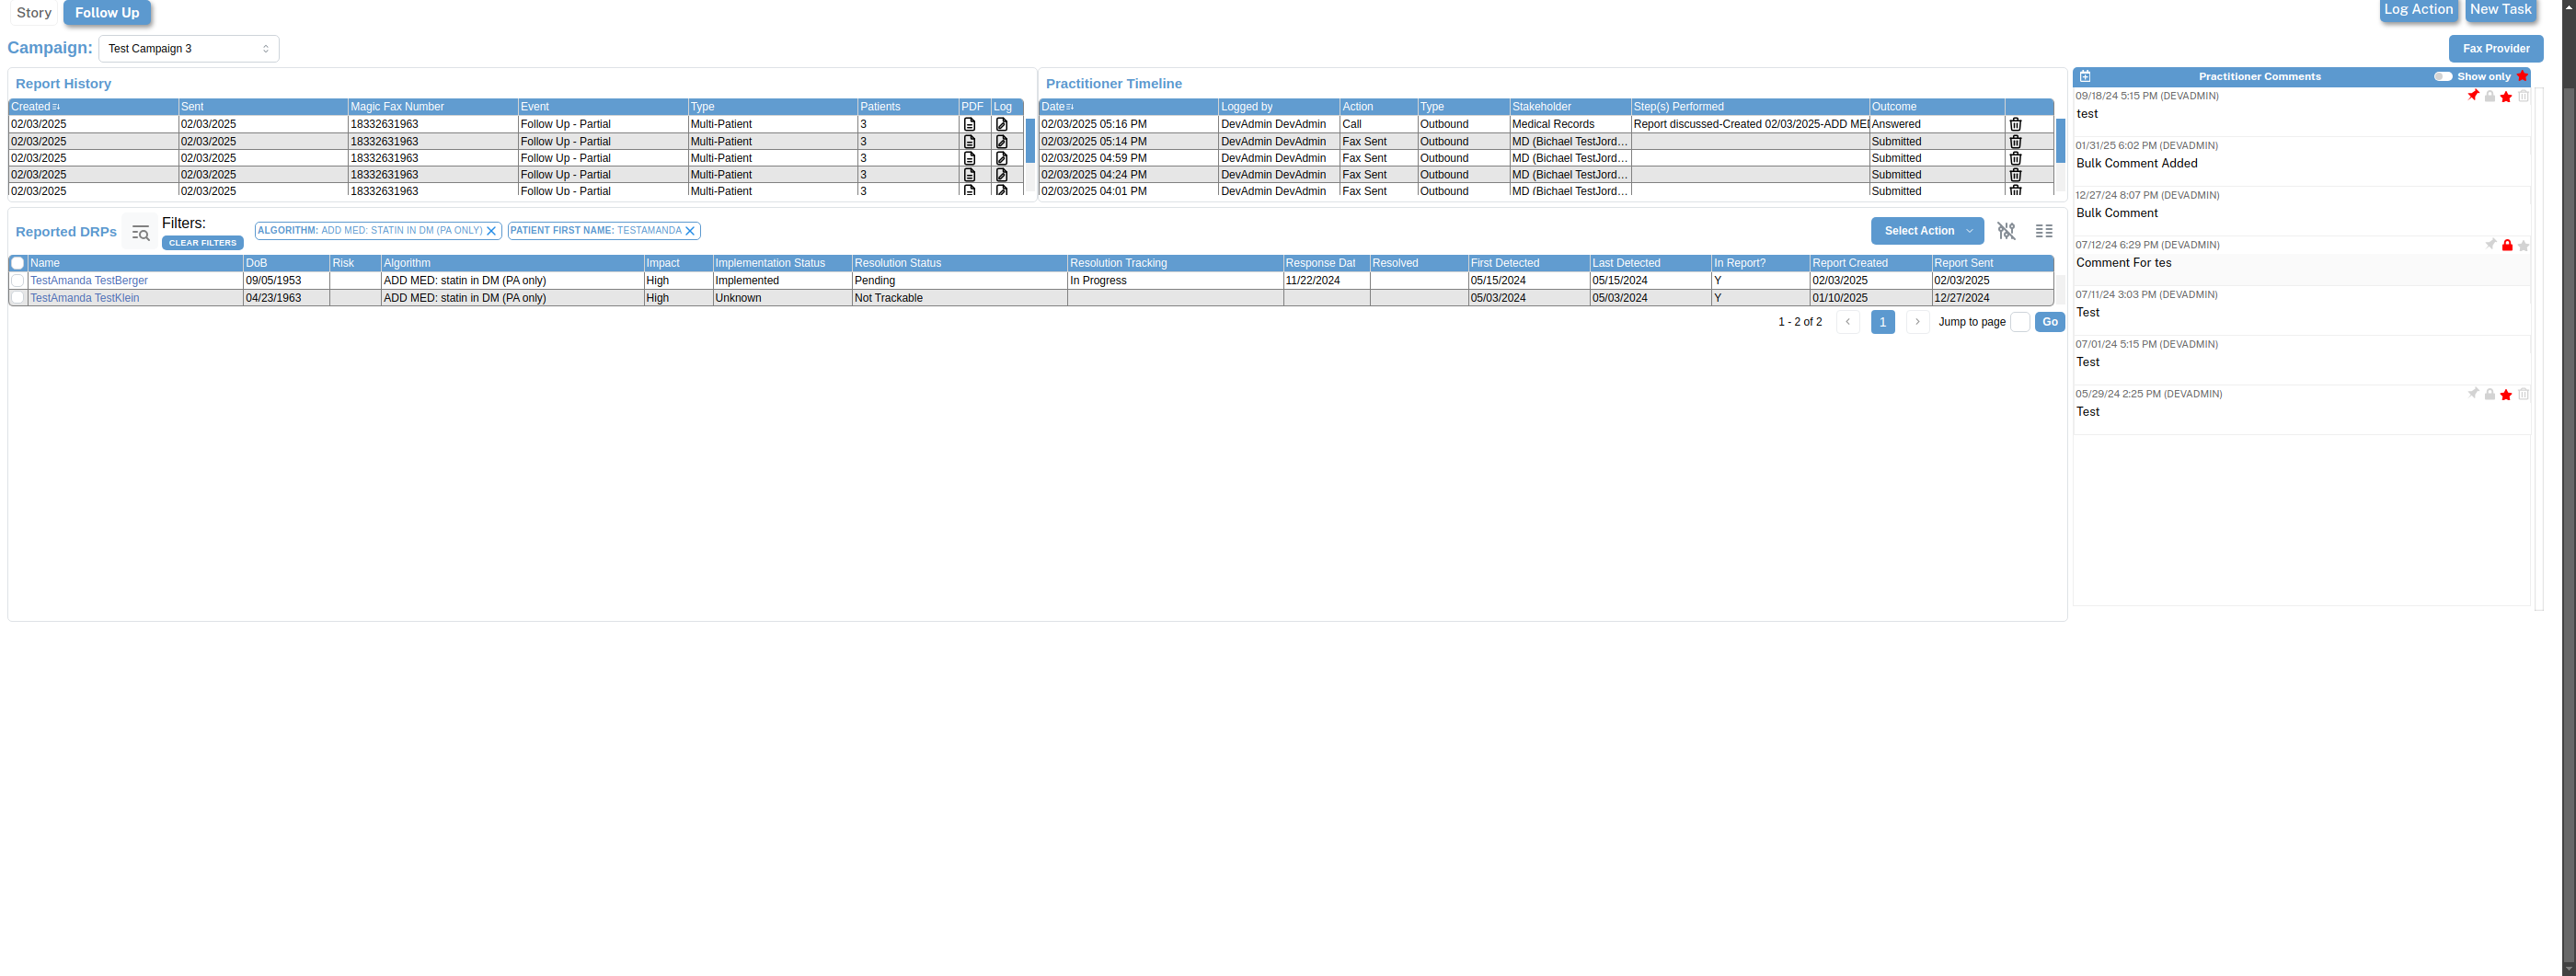 Story Follow Up Log Action New Task
Campaign: Test Campaign 3 Fax Provider
Report History
Created Sent Magic Fax Number Event Type Patients PDF Log
02/03/2025 02/03/2025 18332631963 Follow Up - Partial Multi-Patient 3
02/03/2025 02/03/2025 18332631963 Follow Up - Partial Multi-Patient 3
02/03/2025 02/03/2025 18332631963 Follow Up - Partial Multi-Patient 3
02/03/2025 02/03/2025 18332631963 Follow Up - Partial Multi-Patient 3
02/03/2025 02/03/2025 18332631963 Follow Up - Partial Multi-Patient 3
Practitioner Timeline
Date Logged by Action Type Stakeholder Step(s) Performed Outcome
02/03/2025 05:16 PM DevAdmin DevAdmin Call Outbound Medical Records Report discussed-Created 02/03/2025-ADD MED Answered
02/03/2025 05:14 PM DevAdmin DevAdmin Fax Sent Outbound MD (Bichael TestJord... Submitted
02/03/2025 04:59 PM DevAdmin DevAdmin Fax Sent Outbound MD (Bichael TestJord... Submitted
02/03/2025 04:24 PM DevAdmin DevAdmin Fax Sent Outbound MD (Bichael TestJord... Submitted
02/03/2025 04:01 PM DevAdmin DevAdmin Fax Sent Outbound MD (Bichael TestJord... Submitted
Reported DRPs Filters:
CLEAR FILTERS
ALGORITHM: ADD MED: STATIN IN DM (PA ONLY) PATIENT FIRST NAME: TESTAMANDA
Select Action
Name DoB Risk Algorithm Impact Implementation Status Resolution Status Resolution Tracking Response Dat Resolved First Detected Last Detected In Report? Report Created Report Sent
TestAmanda TestBerger 09/05/1953 ADD MED: statin in DM (PA only) High Implemented Pending In Progress 11/22/2024 05/15/2024 05/15/2024 Y 02/03/2025 02/03/2025
TestAmanda TestKlein 04/23/1963 ADD MED: statin in DM (PA only) High Unknown Not Trackable 05/03/2024 05/03/2024 Y 01/10/2025 12/27/2024
1 - 2 of 2 1 Jump to page Go
Practitioner Comments Show only
09/18/24 5:15 PM (DEVADMIN)
test
01/31/25 6:02 PM (DEVADMIN)
Bulk Comment Added
12/27/24 8:07 PM (DEVADMIN)
Bulk Comment
07/12/24 6:29 PM (DEVADMIN)
Comment For tes
07/11/24 3:03 PM (DEVADMIN)
Test
07/01/24 5:15 PM (DEVADMIN)
Test
05/29/24 2:25 PM (DEVADMIN)
Test